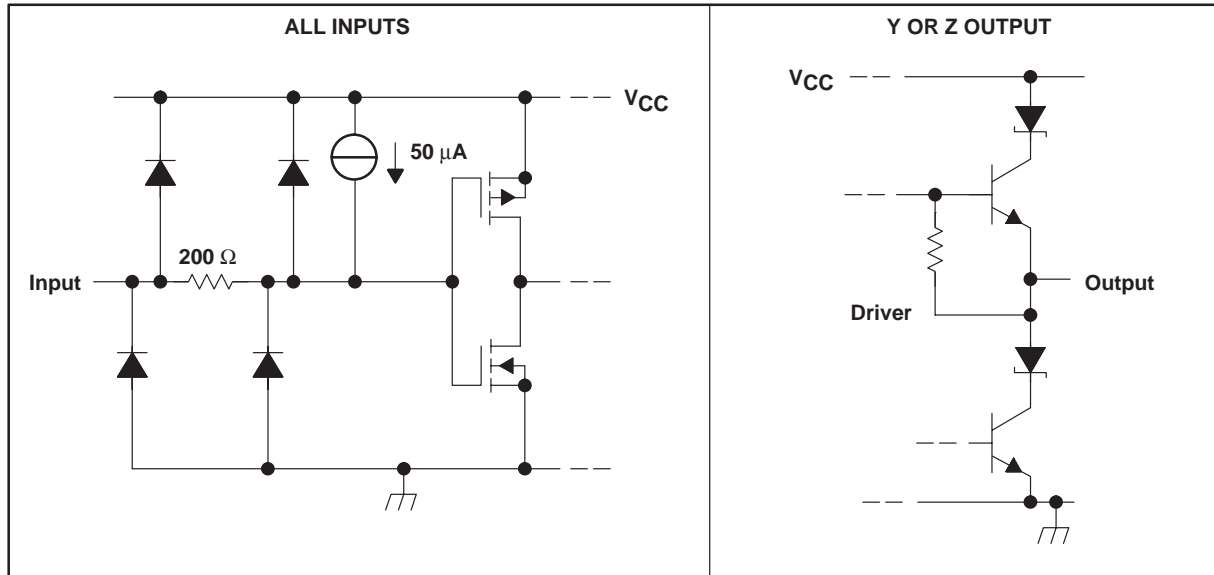 ALL INPUTS
VCC
50 μA
200 Ω
Input
Y OR Z OUTPUT
VCC
Output
Driver